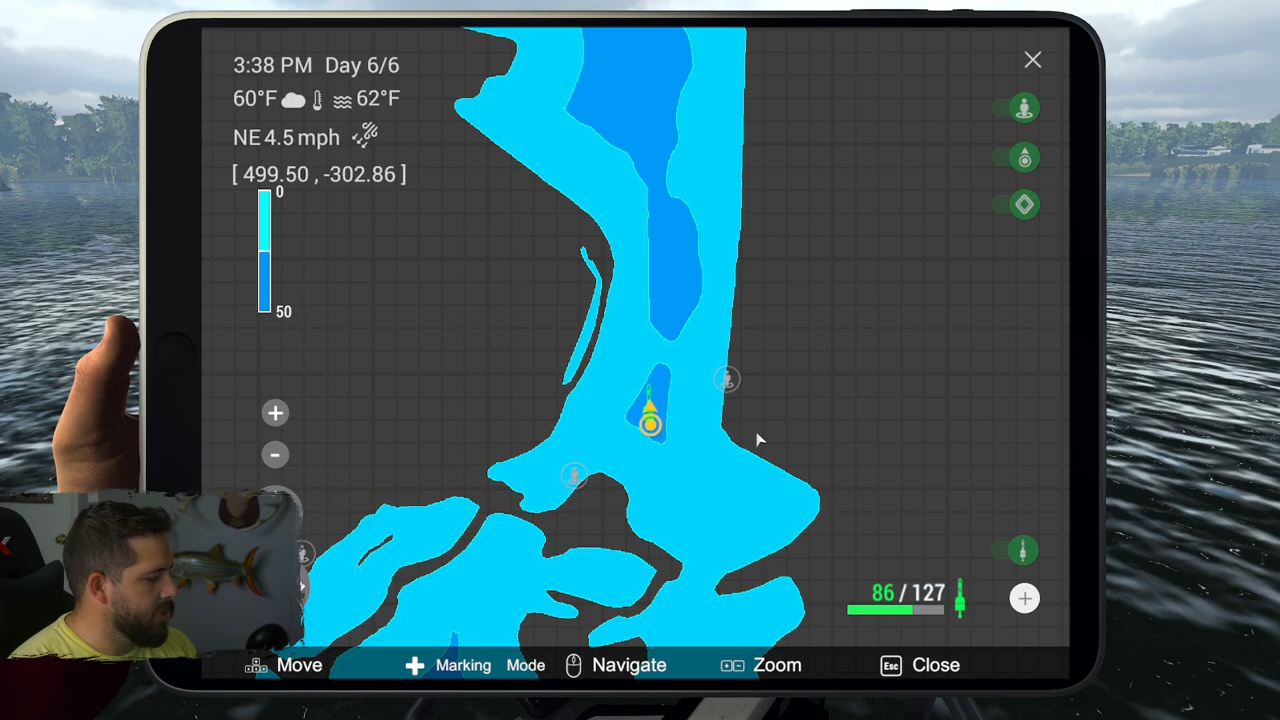 3:38 PM Day 6/6
60°F 62°F
NE 4.5 mph
[ 499.50 , -302.86 ]
0
50
86 / 127
Move
Marking Mode
Navigate
Zoom
Esc Close